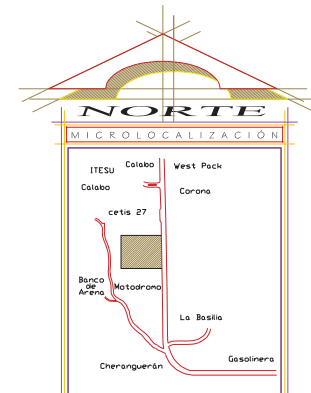 NORTE
MICROLOCALIZACIÓN
Calabo
West Pack
ITESU
Calabo
Corona
cetis 27
Banco
de
Arena
Motodromo
La Basilia
Gasolinera
Cheranguerán